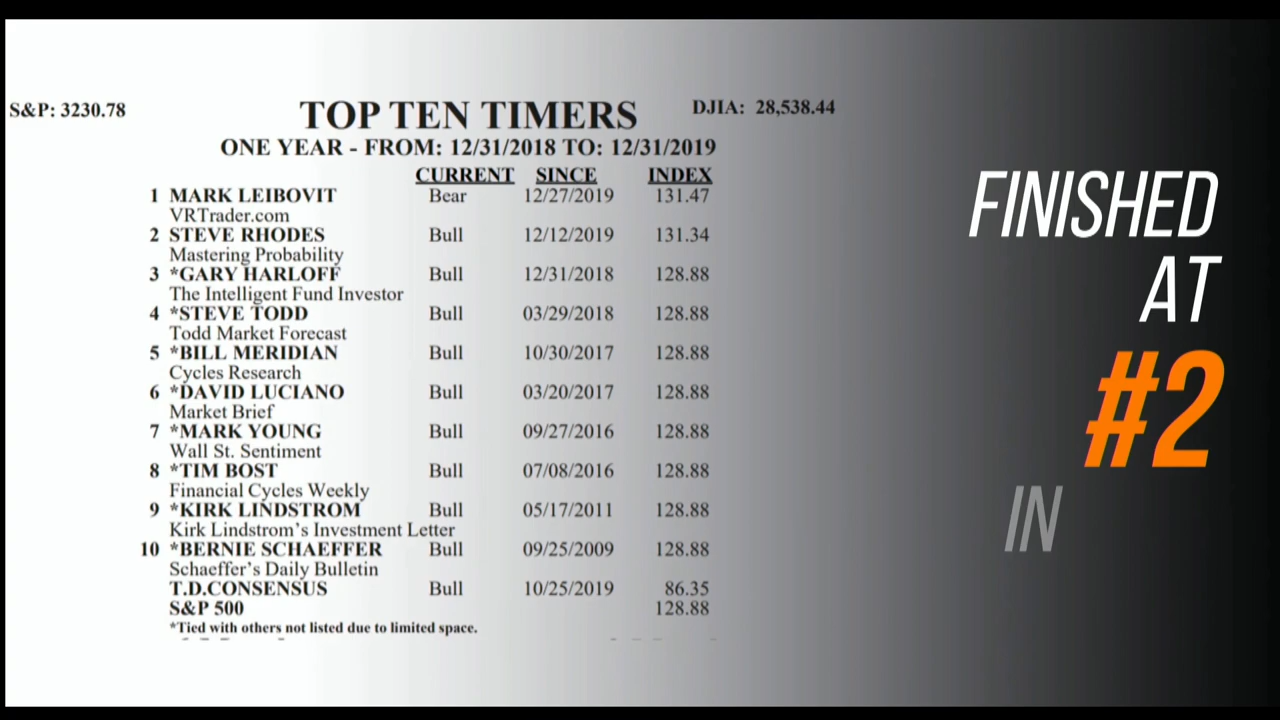 S&P: 3230.78
TOP TEN TIMERS
DJIA: 28,538.44
ONE YEAR - FROM: 12/31/2018 TO: 12/31/2019
CURRENT SINCE INDEX
1 MARK LEIBOVIT Bear 12/27/2019 131.47
VRTrader.com
2 STEVE RHODES Bull 12/12/2019 131.34
Mastering Probability
3 *GARY HARLOFF Bull 12/31/2018 128.88
The Intelligent Fund Investor
4 *STEVE TODD Bull 03/29/2018 128.88
Todd Market Forecast
5 *BILL MERIDIAN Bull 10/30/2017 128.88
Cycles Research
6 *DAVID LUCIANO Bull 03/20/2017 128.88
Market Brief
7 *MARK YOUNG Bull 09/27/2016 128.88
Wall St. Sentiment
8 *TIM BOST Bull 07/08/2016 128.88
Financial Cycles Weekly
9 *KIRK LINDSTROM Bull 05/17/2011 128.88
Kirk Lindstrom's Investment Letter
10 *BERNIE SCHAEFFER Bull 09/25/2009 128.88
Schaeffer's Daily Bulletin
T.D.CONSENSUS Bull 10/25/2019 86.35
S&P 500 128.88
*Tied with others not listed due to limited space.
FINISHED
AT
#2
IN